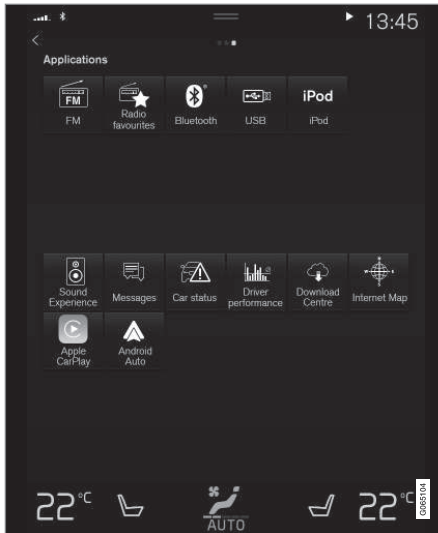 13:45
Applications
FM
FM
Radio
favourites
Bluetooth
USB
iPod
iPod
Sound
Experience
Messages
Car status
Driver
performance
Download
Centre
Internet Map
Apple
CarPlay
Android
Auto
22°C
AUTO
22°C
G065104